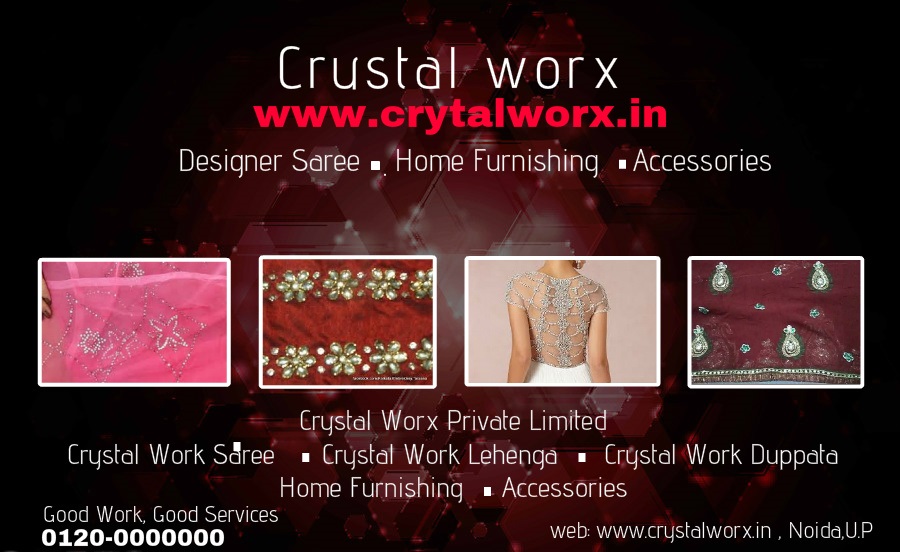 Crystal worx
www.crytalworx.in
Designer Saree ▪ Home Furnishing ▪ Accessories
Crystal Worx Private Limited
Crystal Work Saree ▪ Crystal Work Lehenga ▪ Crystal Work Duppata
Home Furnishing ▪ Accessories
Good Work, Good Services
0120-0000000
web: www.crystalworx.in , Noida,U.P